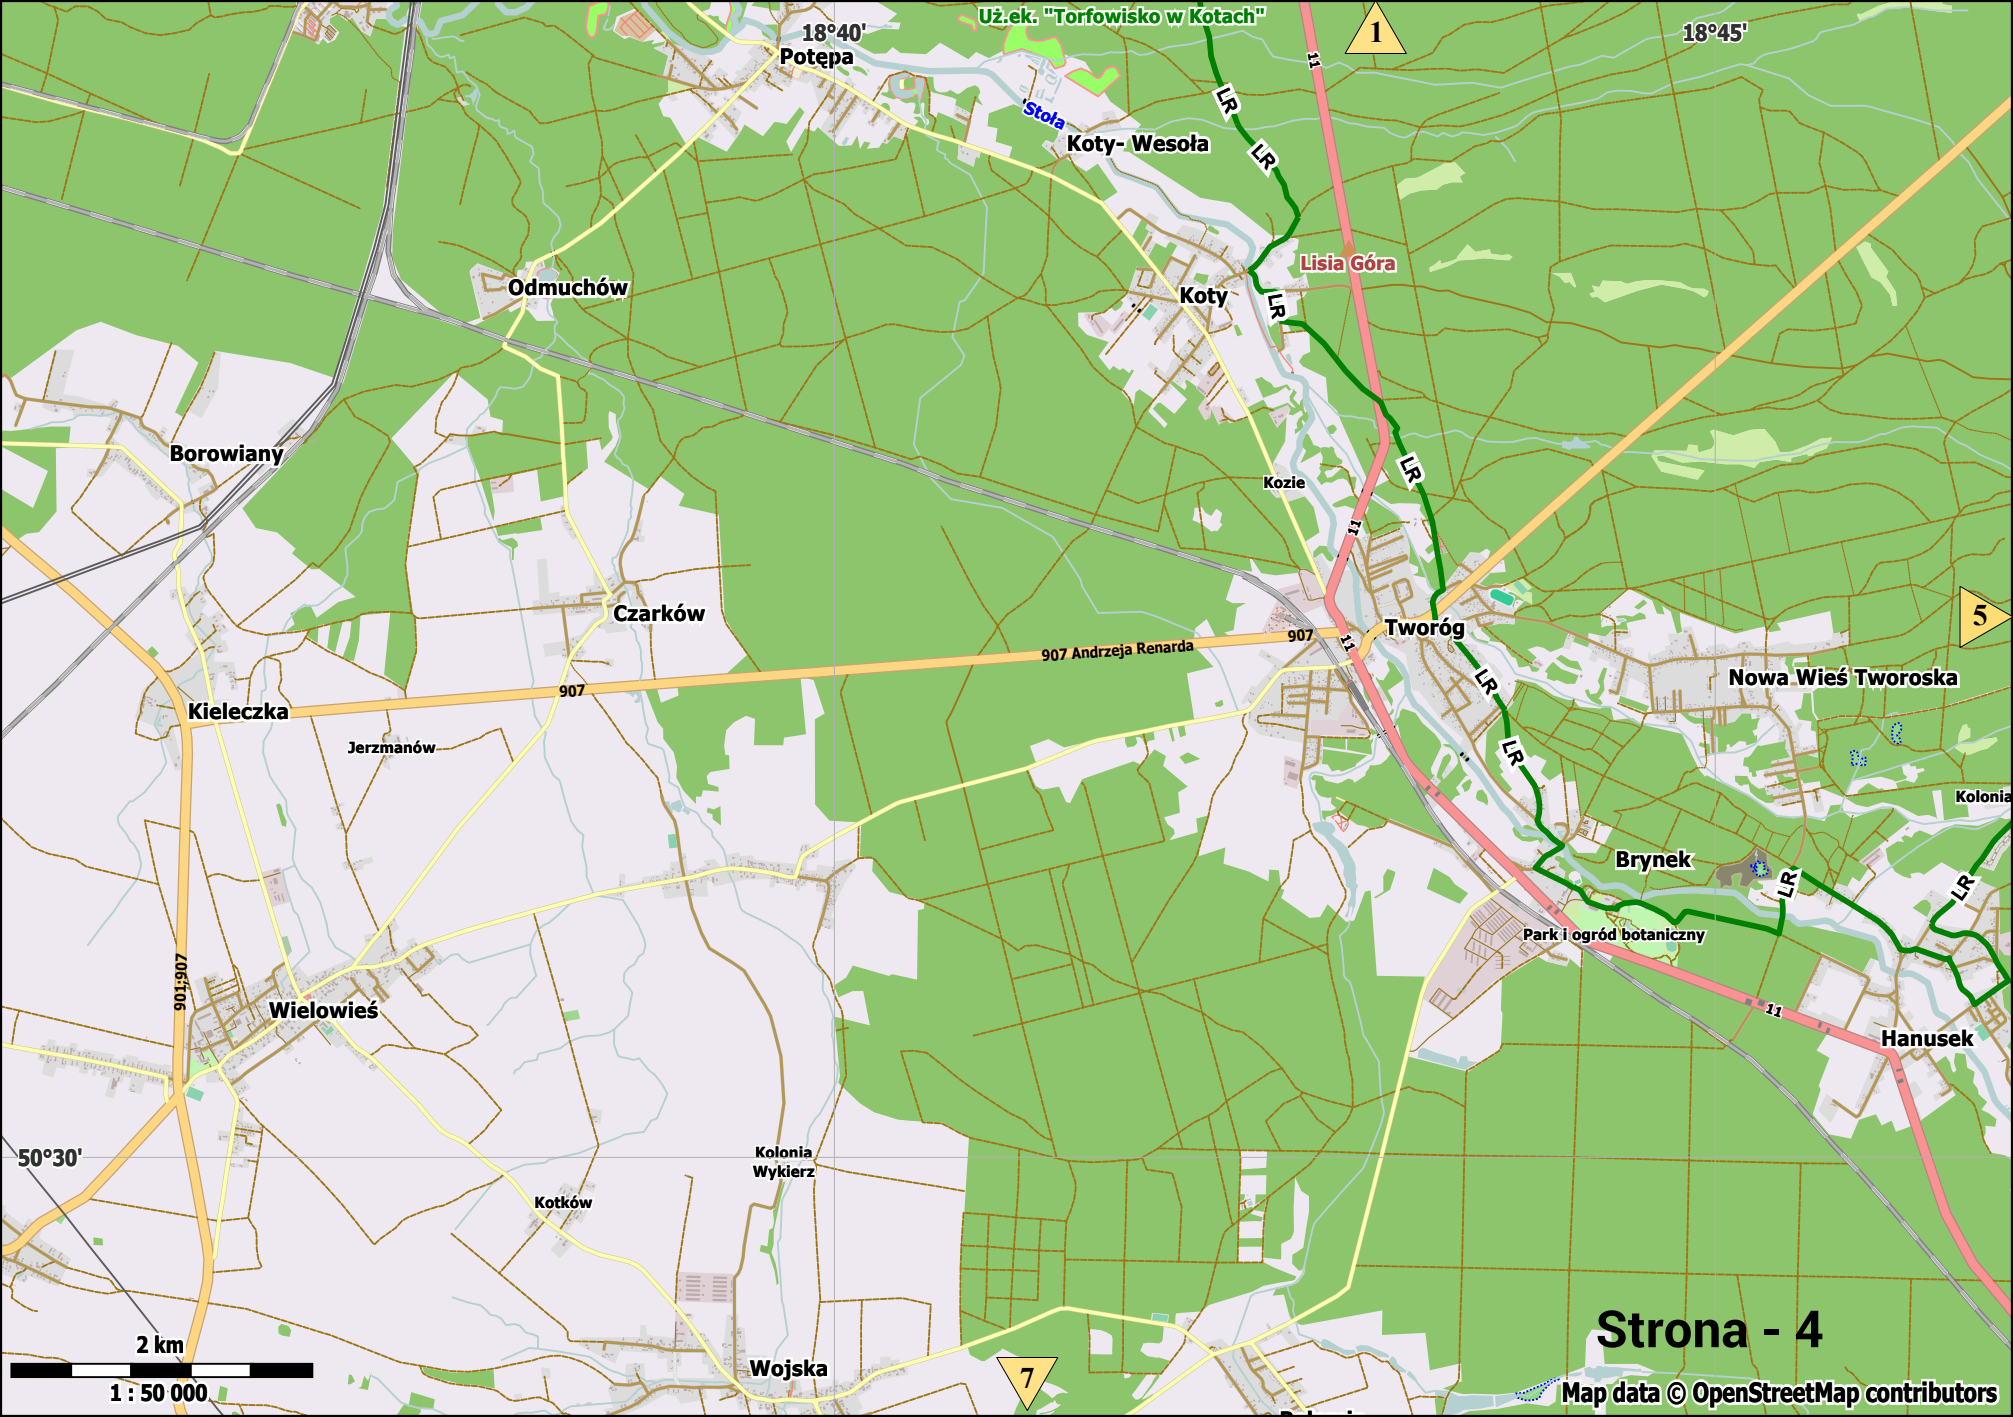 Uż.ek. "Torfowisko w Kotach"
18°40'
1
18°45'
Potępa
11
LR
Stoła
Koty- Wesoła
LR
Lisia Góra
Odmuchów
Koty
LR
Borowiany
LR
Kozie
11
5
Czarków
Tworóg
907
11
907 Andrzeja Renarda
Nowa Wieś Tworoska
LR
907
Kieleczka
Jerzmanów
LR
Kolonia
Brynek
LR
LR
Park i ogród botaniczny
901;907
Wielowieś
11
Hanusek
50°30'
Kolonia
Wykierz
Kotków
Strona - 4
2 km
Wojska
7
1 : 50 000
Map data © OpenStreetMap contributors